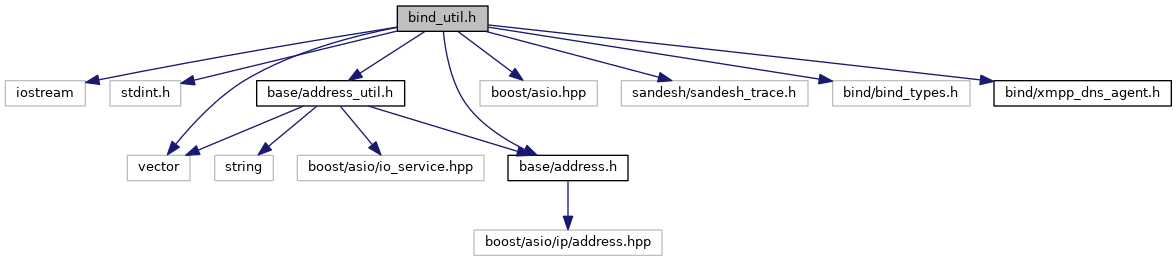 bind_util.h
iostream
stdint.h
base/address_util.h
boost/asio.hpp
sandesh/sandesh_trace.h
bind/bind_types.h
bind/xmpp_dns_agent.h
vector
string
boost/asio/io_service.hpp
base/address.h
boost/asio/ip/address.hpp